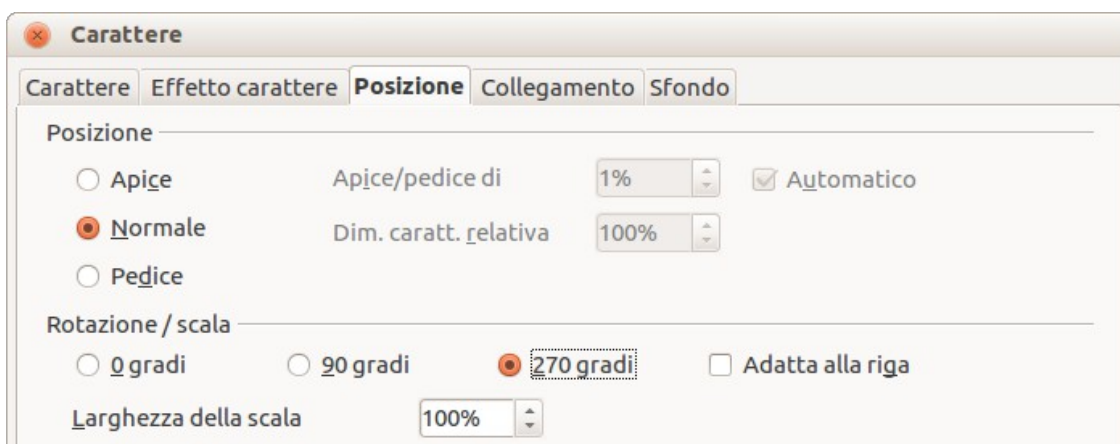 Carattere
Carattere Effetto carattere Posizione Collegamento Sfondo
Posizione
Apice Apice/pedice di 1% Automatico
Normale Dim. caratt. relativa 100%
Pedice
Rotazione / scala
0 gradi 90 gradi 270 gradi Adatta alla riga
Larghezza della scala 100%